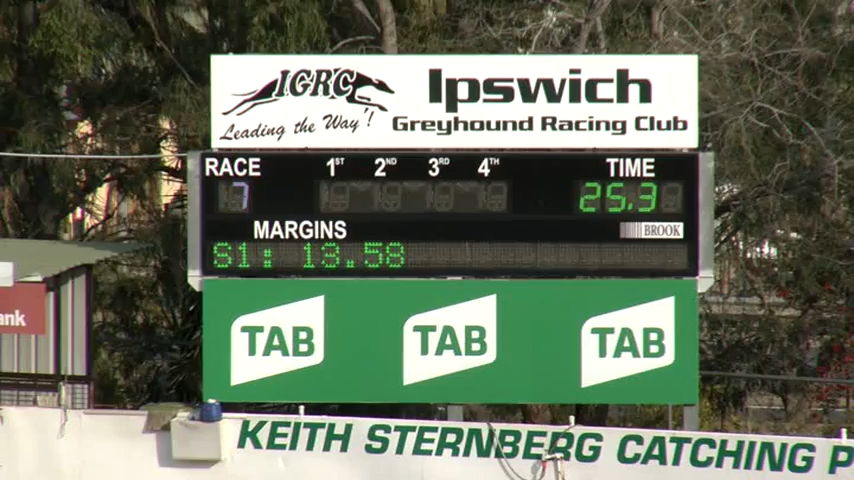 IGRC
Leading the Way!
Ipswich
Greyhound Racing Club
RACE 1ST 2ND 3RD 4TH TIME
7 25.3
MARGINS BROOK
S1: 13.58
TAB TAB TAB
ank
KEITH STERNBERG CATCHING P